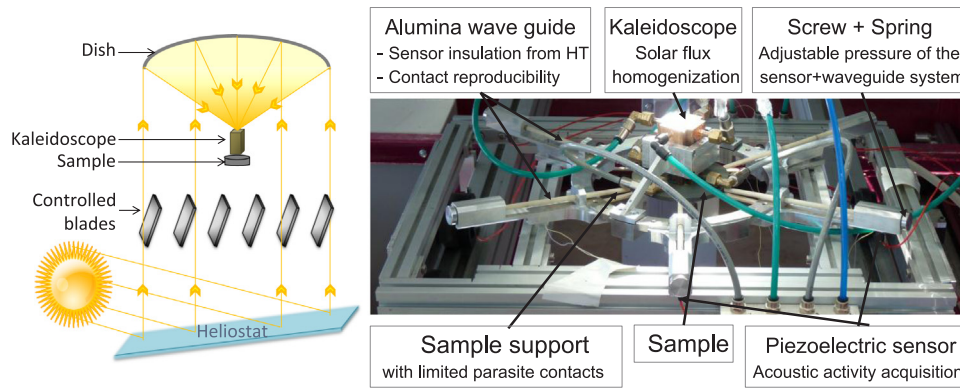 Dish
Kaleidoscope
Sample
Controlled
blades
Heliostat
Alumina wave guide
- Sensor insulation from HT
- Contact reproducibility
Kaleidoscope
Solar flux
homogenization
Screw + Spring
Adjustable pressure of the
sensor+waveguide system
Sample support
with limited parasite contacts
Sample
Piezoelectric sensor
Acoustic activity acquisition